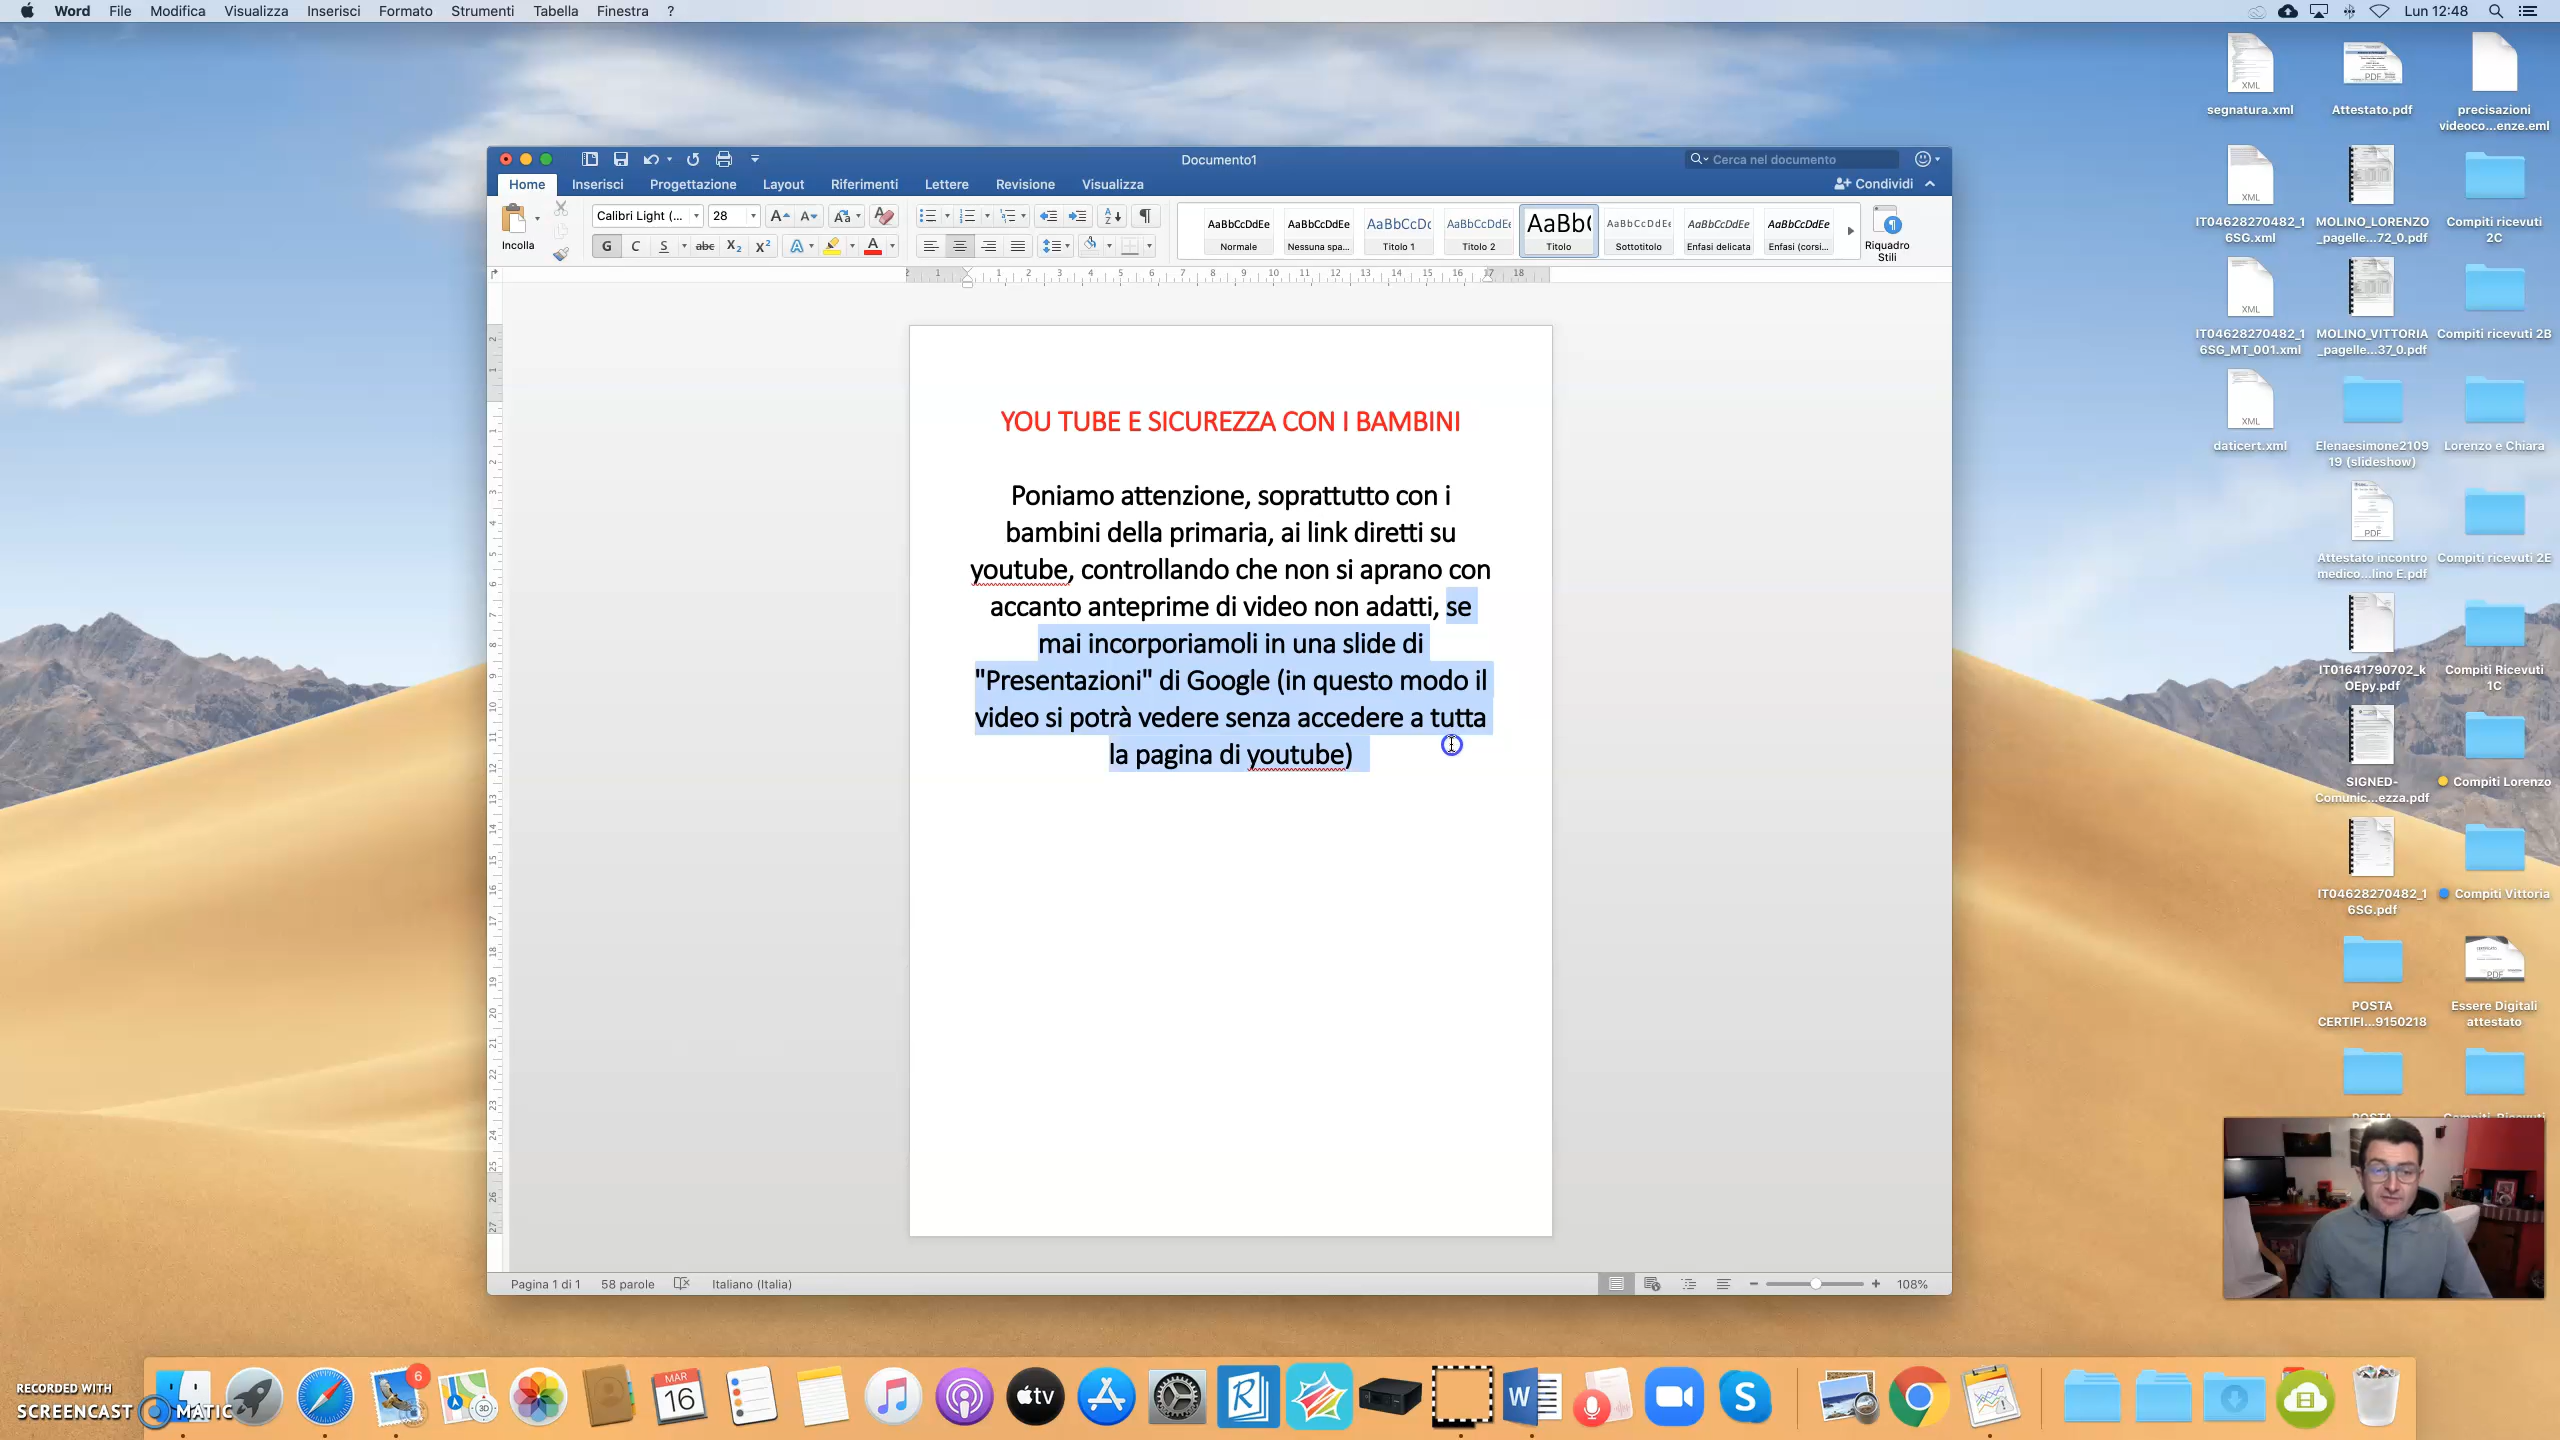 Word File Modifica Visualizza Inserisci Formato Strumenti Tabella Finestra ?
Lun 12:48
Documento1
Cerca nel documento
Home Inserisci Progettazione Layout Riferimenti Lettere Revisione Visualizza
Condividi
Incolla
Calibri Light (... 28
AaBbCcDdEe AaBbCcDdEe AaBbCcDc AaBbCcDdEe AaBb( AaBbCcDdEe AaBbCcDdEe AaBbCcDdEe
Normale Nessuna spa... Titolo 1 Titolo 2 Titolo Sottotitolo Enfasi delicata Enfasi (corsi...
Riquadro
Stili
YOU TUBE E SICUREZZA CON I BAMBINI
Poniamo attenzione, soprattutto con i
bambini della primaria, ai link diretti su
youtube, controllando che non si aprano con
accanto anteprime di video non adatti, se
mai incorporiamoli in una slide di
"Presentazioni" di Google (in questo modo il
video si potrà vedere senza accedere a tutta
la pagina di youtube)
Pagina 1 di 1 58 parole Italiano (Italia)
108%
segnatura.xml
Attestato.pdf
precisazioni
videoco...enze.eml
IT04628270482_1
6SG.xml
MOLINO_LORENZO
_pagelle...72_0.pdf
Compiti ricevuti
2C
IT04628270482_1
6SG_MT_001.xml
MOLINO_VITTORIA
_pagelle...37_0.pdf
Compiti ricevuti 2B
daticert.xml
Elenaesimone2109
19 (slideshow)
Lorenzo e Chiara
Attestato incontro
medico...lino E.pdf
Compiti ricevuti 2E
IT01641790702_k
OEpy.pdf
Compiti Ricevuti
1C
SIGNED-
Comunic...ezza.pdf
Compiti Lorenzo
IT04628270482_1
6SG.pdf
Compiti Vittoria
POSTA
CERTIFI...9150218
Essere Digitali
attestato
RECORDED WITH
SCREENCAST MATIC
6
MAR
16
tv